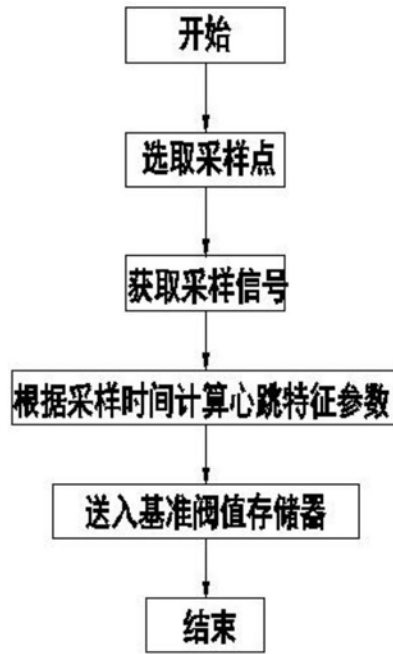 开始
选取采样点
获取采样信号
根据采样时间计算心跳特征参数
送入基准阀值存储器
结束